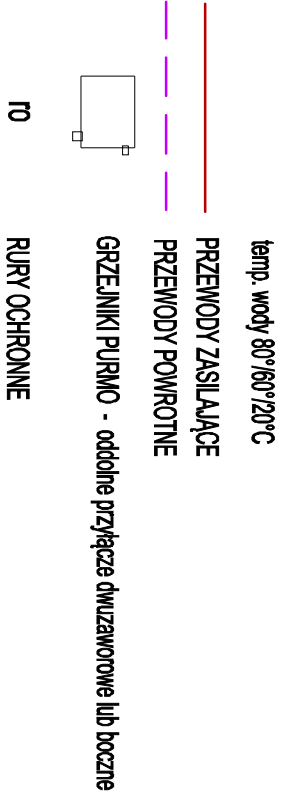 temp. wody 80°/60°/20°C
PRZEWODY ZASILAJĄCE
PRZEWODY POWROTNE
GRZEJNIKI PURMO - oddolne przyłącze dwuzaworowe lub boczne
ro RURY OCHRONNE